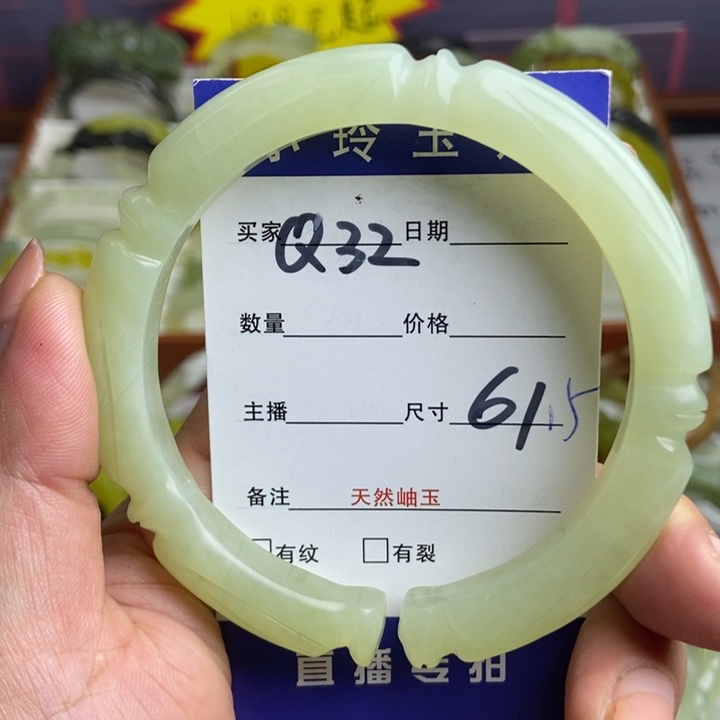 玲玉
买家 Q32 日期
数量 价格
主播 尺寸 61.5
备注 天然岫玉
有纹 有裂
直播专拍